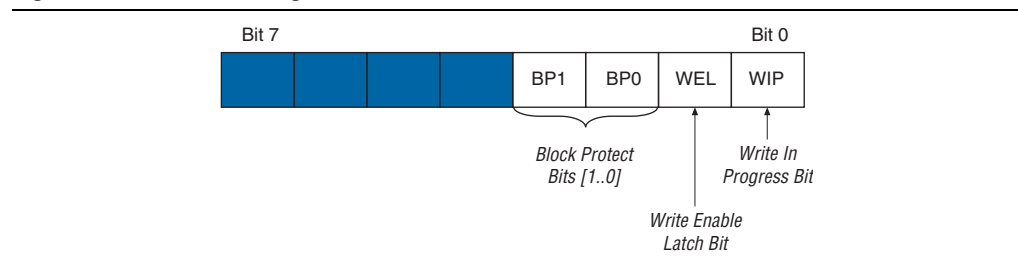 Bit 7 Bit 0
BP1 BP0 WEL WIP
Block Protect
Bits [1..0]
Write In
Progress Bit
Write Enable
Latch Bit